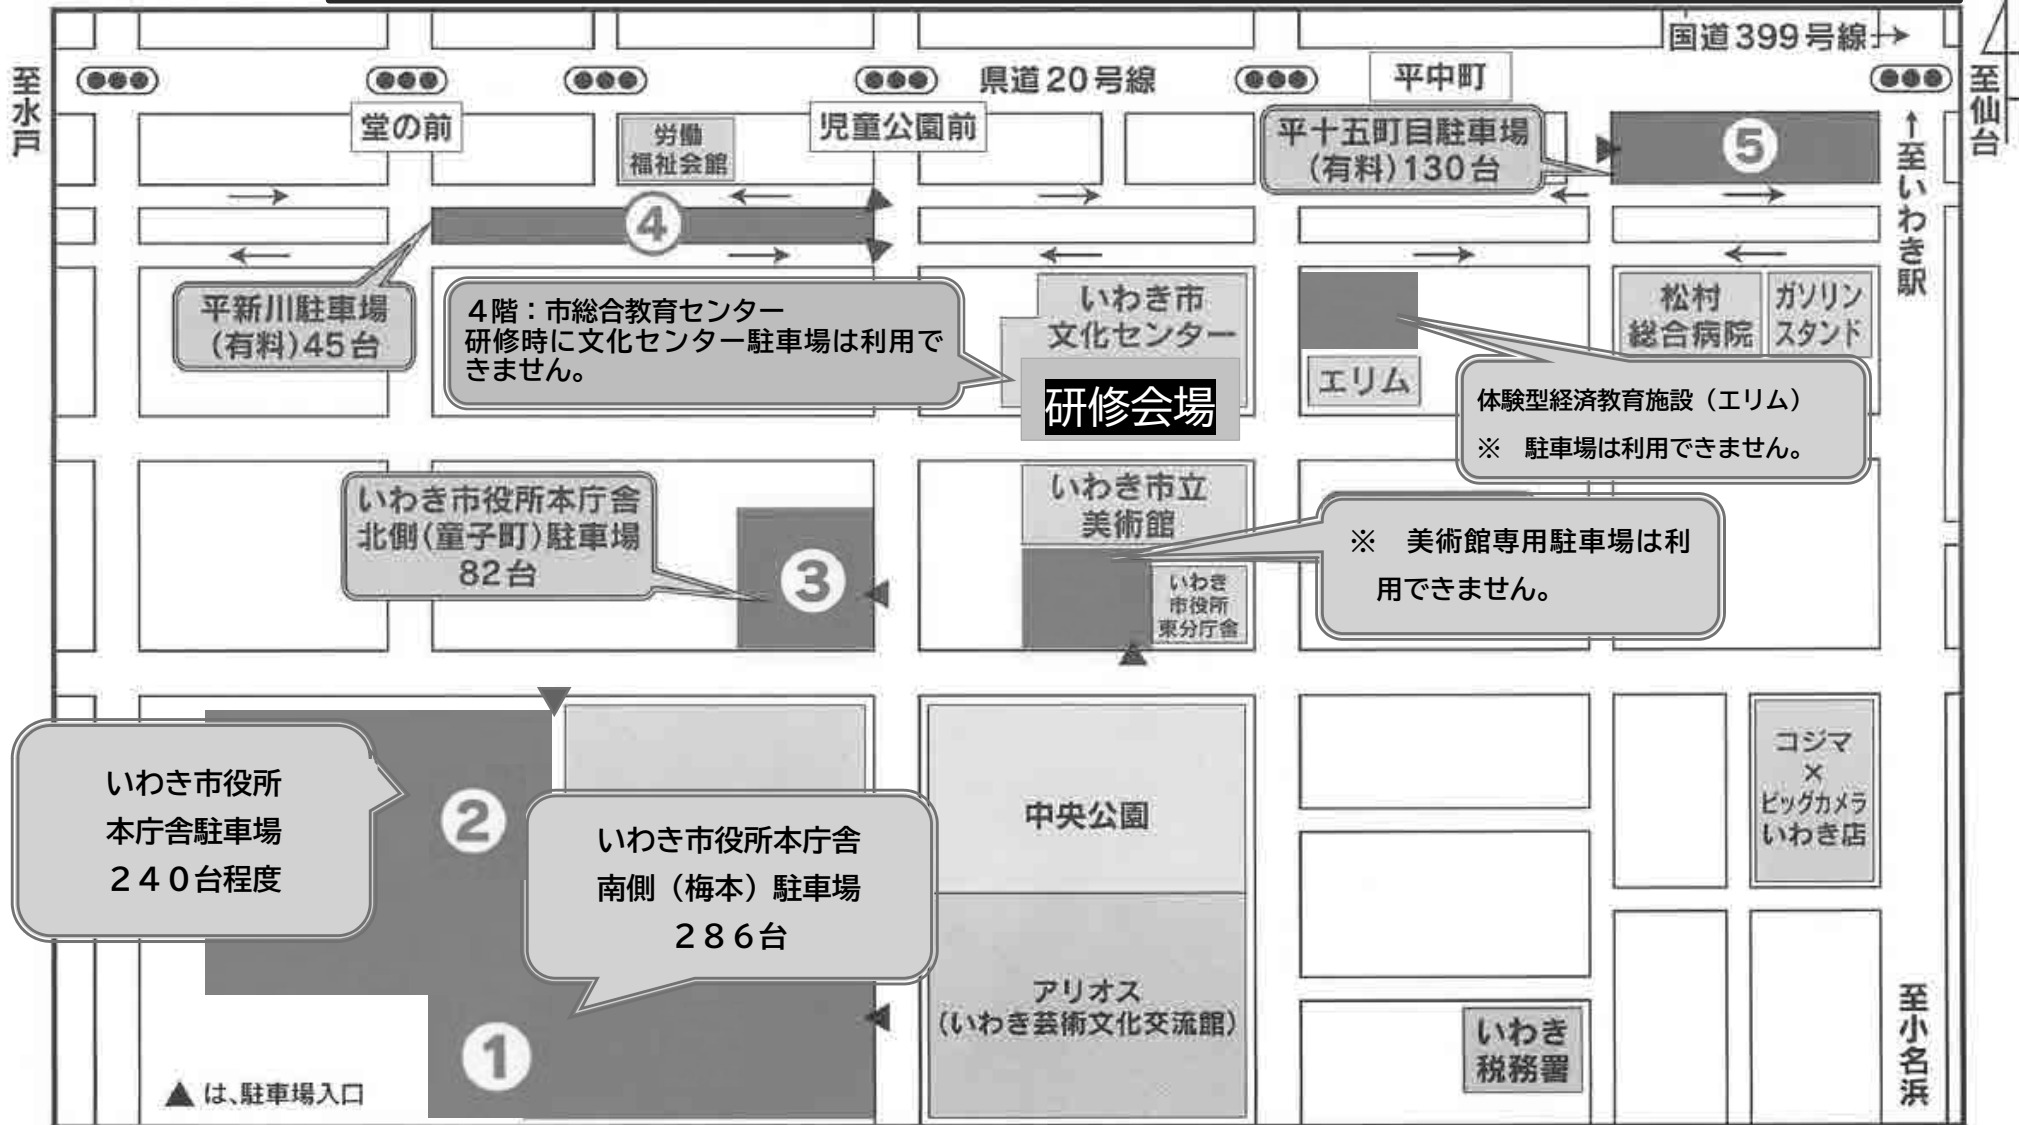 国道399号線→
至水戸
県道20号線
平中町
至仙台
堂の前
労働
福祉会館
児童公園前
平十五町目駐車場
(有料)130台
⑤
↑至いわき駅
④
平新川駐車場
(有料)45台
４階：市総合教育センター
研修時に文化センター駐車場は利用で
きません。
いわき市
文化センター
研修会場
エリム
松村
総合病院
ガソリン
スタンド
体験型経済教育施設（エリム）
※　駐車場は利用できません。
いわき市役所本庁舎
北側(童子町)駐車場
82台
③
いわき市立
美術館
いわき
市役所
東分庁舎
※　美術館専用駐車場は利
用できません。
いわき市役所
本庁舎駐車場
２４０台程度
②
いわき市役所本庁舎
南側（梅本）駐車場
２８６台
①
中央公園
アリオス
(いわき芸術文化交流館)
コジマ
×
ビックカメラ
いわき店
いわき
税務署
至小名浜
▲は、駐車場入口